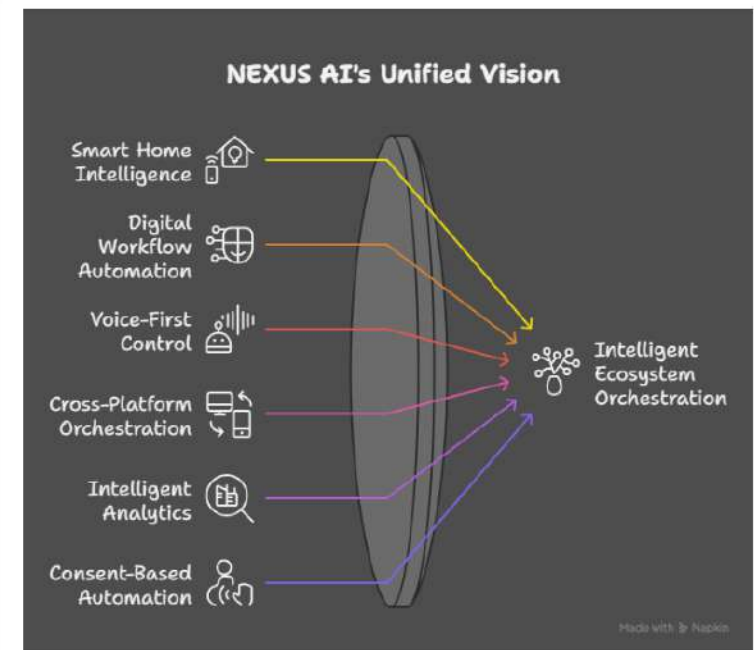 NEXUS AI's Unified Vision
Smart Home
Intelligence
Digital
Workflow
Automation
Voice-First
Control
Cross-Platform
Orchestration
Intelligent
Analytics
Consent-Based
Automation
Intelligent
Ecosystem
Orchestration
Made with Napkin